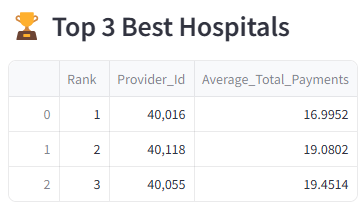 🏆 Top 3 Best Hospitals
Rank Provider_Id Average_Total_Payments
0 1 40,016 16.9952
1 2 40,118 19.0802
2 3 40,055 19.4514